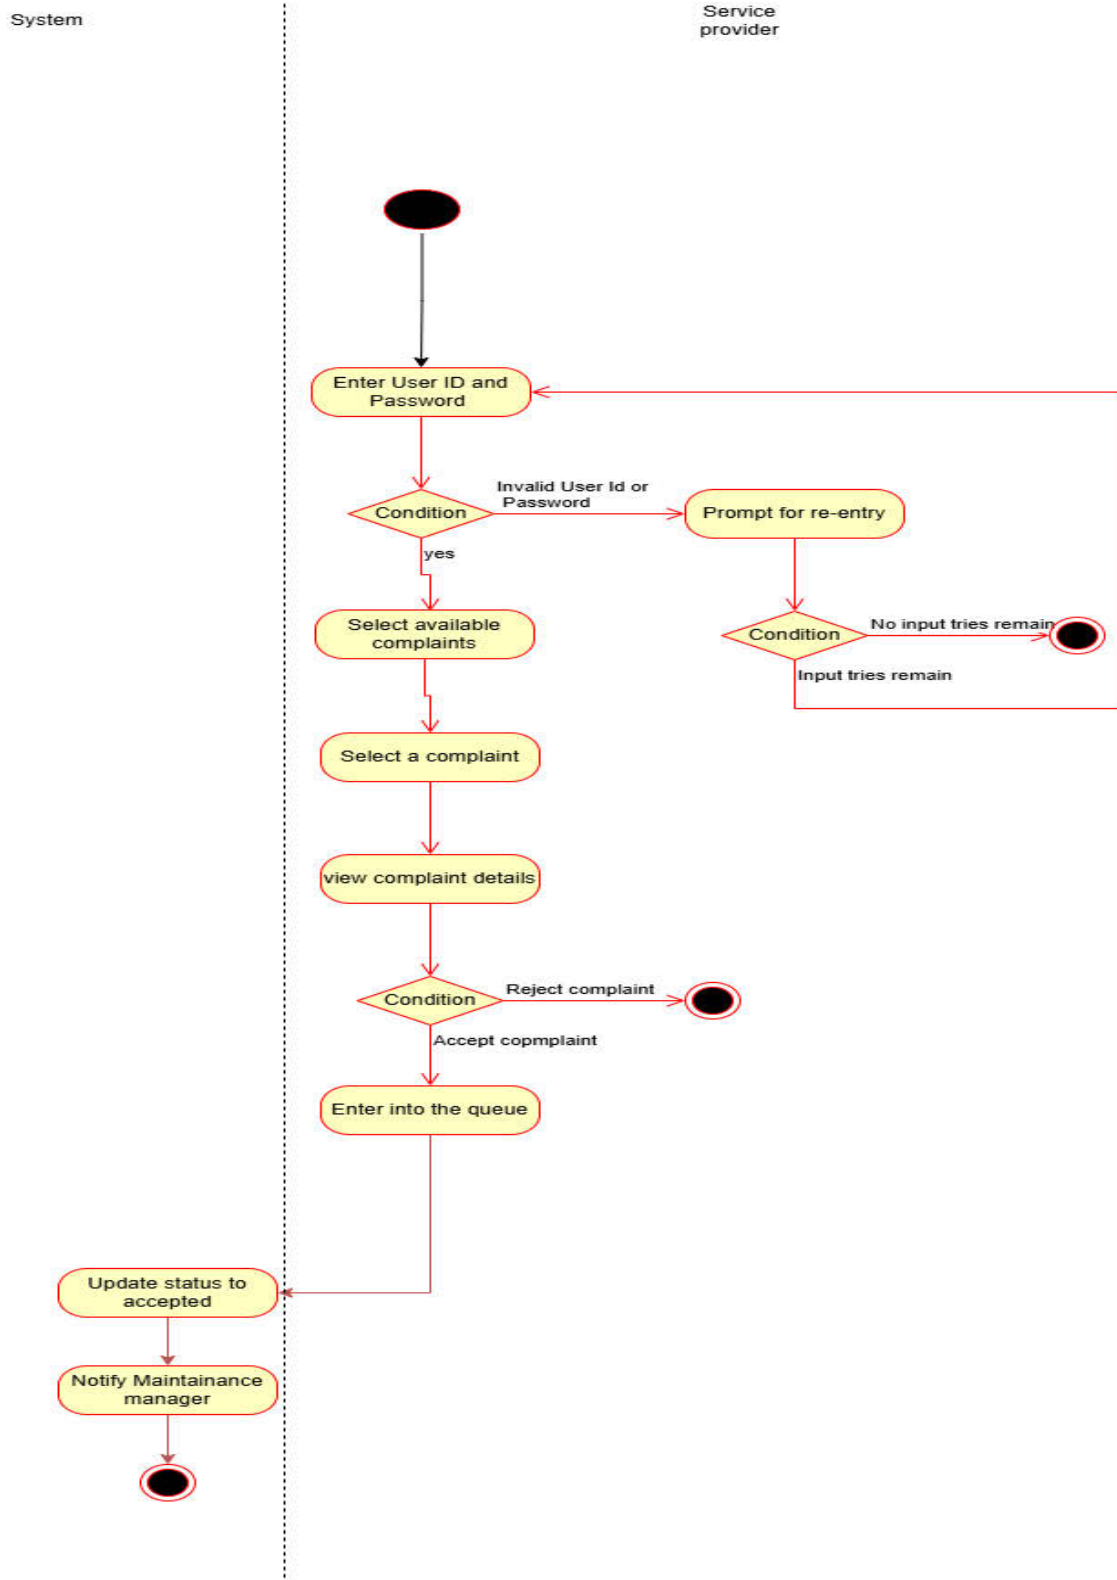 System
Service
provider
Enter User ID and
Password
Condition
Invalid User Id or
Password
Prompt for re-entry
yes
Select available
complaints
Condition
No input tries remain
Input tries remain
Select a complaint
view complaint details
Condition
Reject complaint
Accept copmplaint
Enter into the queue
Update status to
accepted
Notify Maintainance
manager